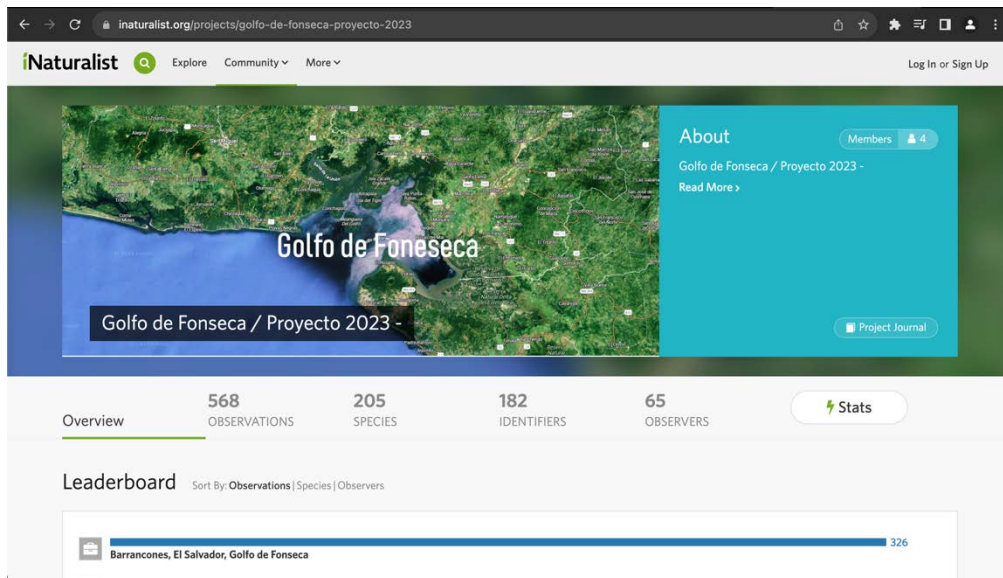 inaturalist.org/projects/golfo-de-fonseca-proyecto-2023
iNaturalist
Explore Community More
Log In or Sign Up
About
Members 4
Golfo de Fonseca / Proyecto 2023 -
Read More >
Golfo de Foneseca
Golfo de Fonseca / Proyecto 2023 -
Project Journal
Overview
568 OBSERVATIONS
205 SPECIES
182 IDENTIFIERS
65 OBSERVERS
Stats
Leaderboard Sort By: Observations | Species | Observers
326
Barrancones, El Salvador, Golfo de Fonseca